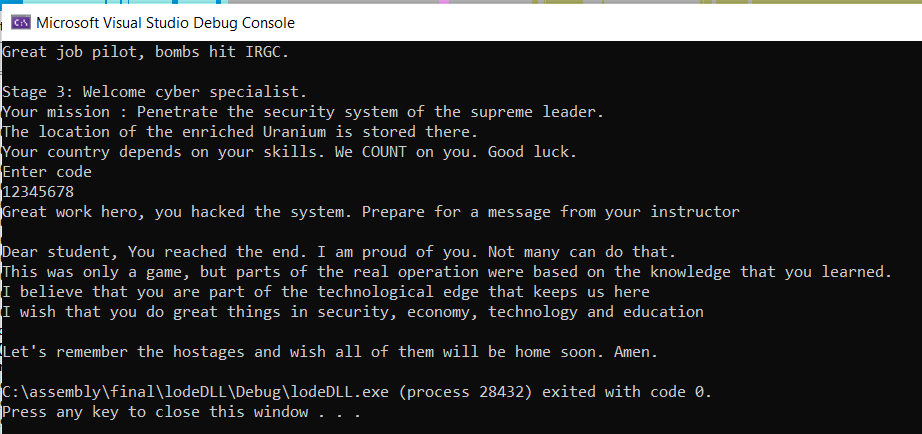 Microsoft Visual Studio Debug Console
Great job pilot, bombs hit IRGC.
Stage 3: Welcome cyber specialist.
Your mission : Penetrate the security system of the supreme leader.
The location of the enriched Uranium is stored there.
Your country depends on your skills. We COUNT on you. Good luck.
Enter code
12345678
Great work hero, you hacked the system. Prepare for a message from your instructor
Dear student, You reached the end. I am proud of you. Not many can do that.
This was only a game, but parts of the real operation were based on the knowledge that you learned.
I believe that you are part of the technological edge that keeps us here
I wish that you do great things in security, economy, technology and education
Let's remember the hostages and wish all of them will be home soon. Amen.
C:\assembly\final\lodeDLL\Debug\lodeDLL.exe (process 28432) exited with code 0.
Press any key to close this window . . .